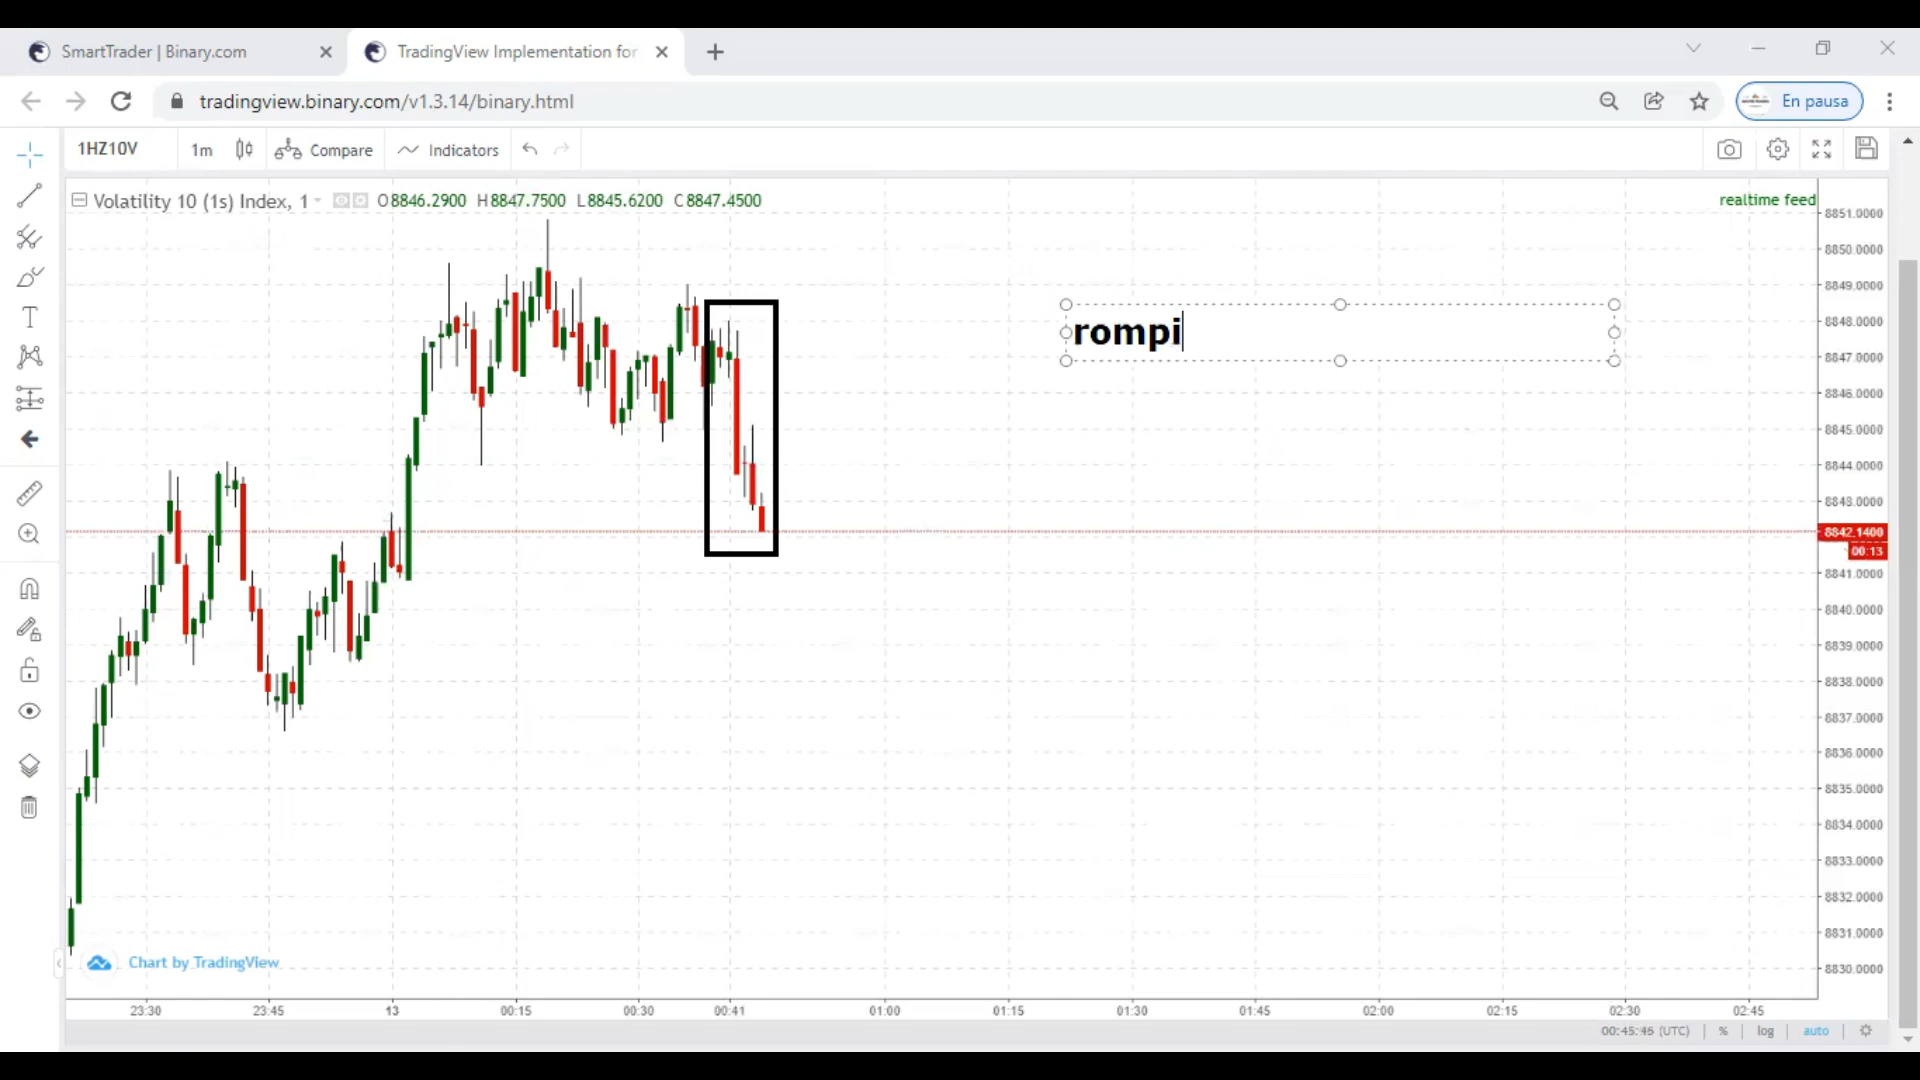 SmartTrader | Binary.com
TradingView Implementation for
tradingview.binary.com/v1.3.14/binary.html
En pausa
1HZ10V
1m
Compare
Indicators
Volatility 10 (1s) Index, 1
O8846.2900 H8847.7500 L8845.6200 C8847.4500
realtime feed
rompi
8851.0000
8850.0000
8849.0000
8848.0000
8847.0000
8846.0000
8845.0000
8844.0000
8843.0000
8842.1400
00:13
8841.0000
8840.0000
8839.0000
8838.0000
8837.0000
8836.0000
8835.0000
8834.0000
8833.0000
8832.0000
8831.0000
8830.0000
Chart by TradingView
23:30 23:45 13 00:15 00:30 00:41 01:00 01:15 01:30 01:45 02:00 02:15 02:30 02:45
00:45:46 (UTC) % log auto